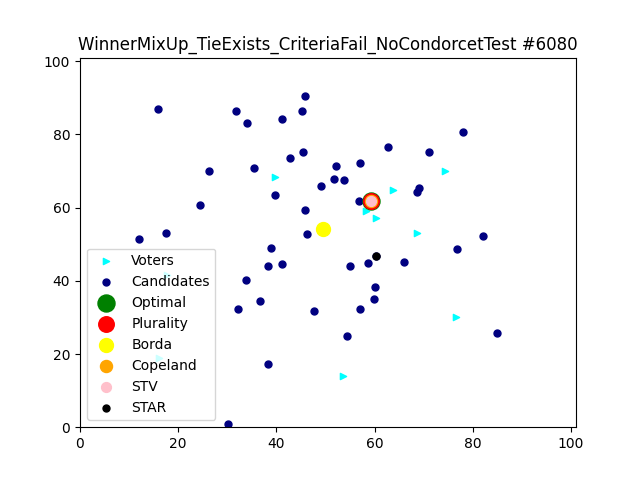 WinnerMixUp_TieExists_CriteriaFail_NoCondorcetTest #6080
100
80
60
40
20
0
0 20 40 60 80 100
Voters
Candidates
Optimal
Plurality
Borda
Copeland
STV
STAR